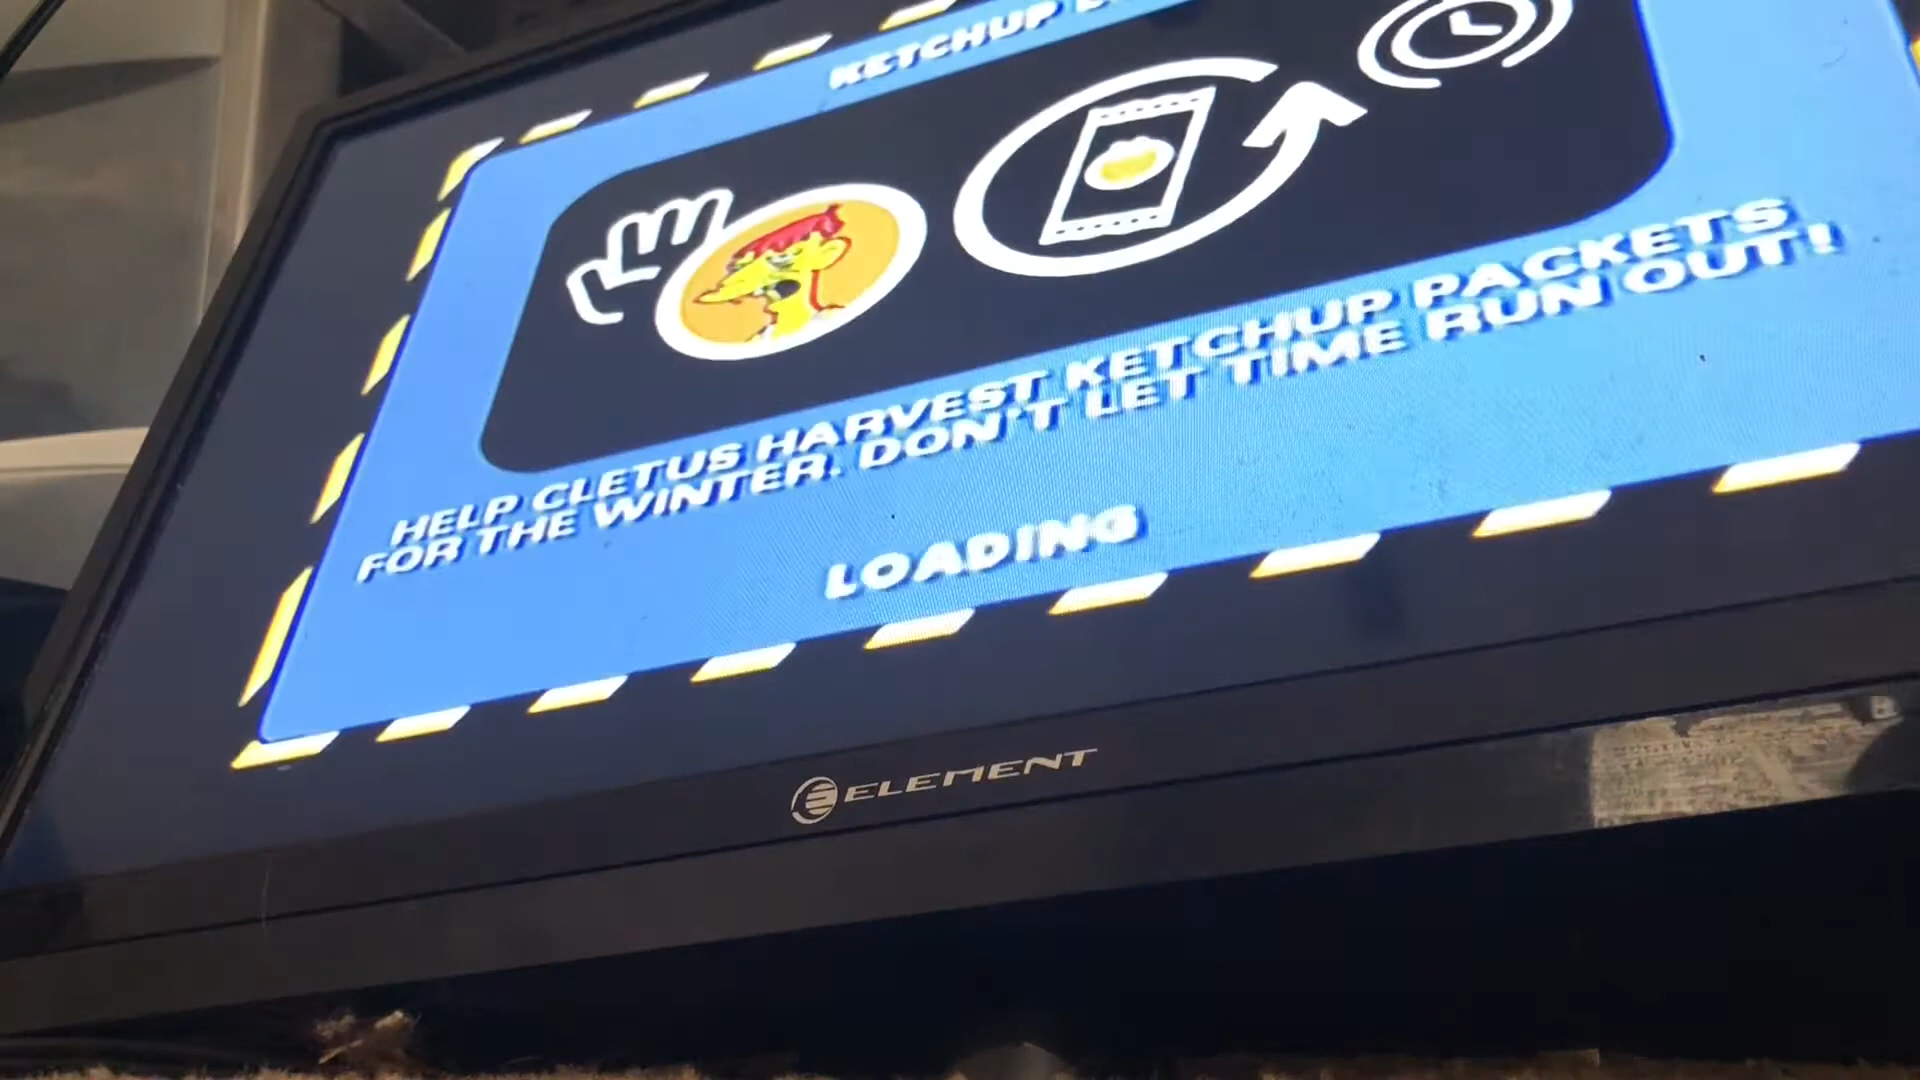 KETCHUP
HELP CLETUS HARVEST KETCHUP PACKETS
FOR THE WINTER. DON'T LET TIME RUN OUT!
LOADING
ELEMENT